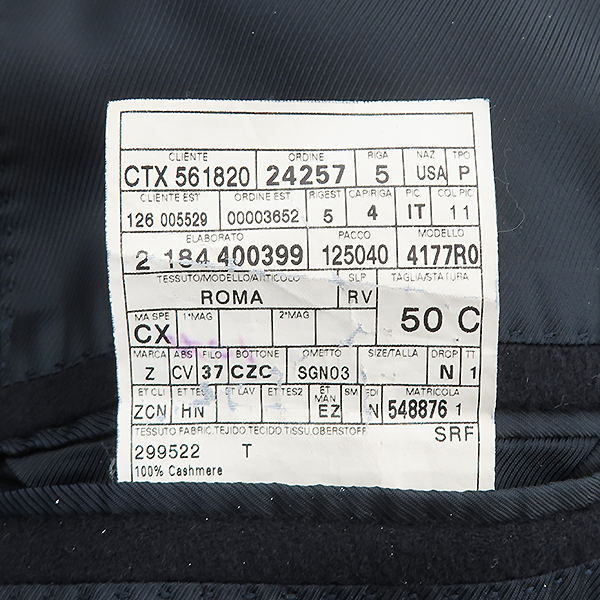 CLIENTE ORDINE RIGA NAZ TPO
CTX 561820 24257 5 USA P
CLIENTE EST ORDINE EST RIGEST CAPIRIGA PIC COL PIC
126 005529 00003652 5 4 IT 11
ELABORATO PACCO MODELLO
2 184 400399 125040 4177R0
TESSUTO/MODELLO/ARTICOLO SLP TAGLIA/STATURA
ROMA RV
MA SPE 1*MAG 2*MAG
CX 50 C
MARCA ABS FILO BOTTONE OMETTO SIZE/TALLA DROP TT
Z CV 37 CZC SGN03 N 1
ET CLI ET TES ET LAV ET TES2 ET MAN SM EDI MATRICOLA
ZCN HN EZ N 548876 1
TESSUTO FABRIC, TEJIDO, TECIDO, TISSU, OBERSTOFF SRF
299522 T
100% Cashmere